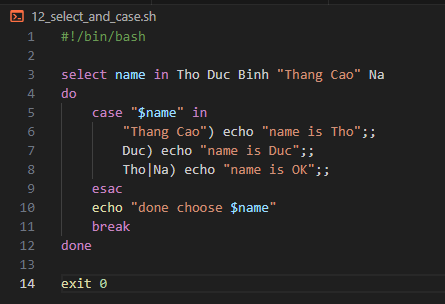 12_select_and_case.sh
1 #!/bin/bash
2
3 select name in Tho Duc Binh "Thang Cao" Na
4 do
5     case "$name" in
6         "Thang Cao") echo "name is Tho";;
7         Duc) echo "name is Duc";;
8         Tho|Na) echo "name is OK";;
9     esac
10     echo "done choose $name"
11     break
12 done
13
14 exit 0